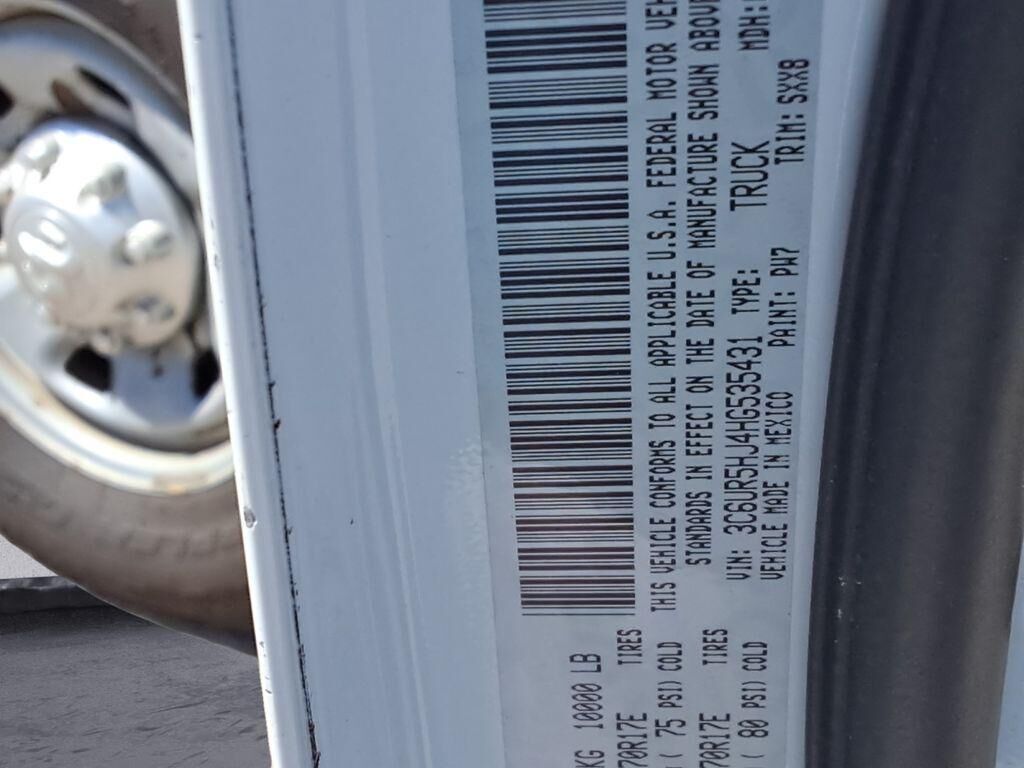 KG 10000 LB
70R17E TIRES
( 75 PSI) COLD
70R17E TIRES
( 80 PSI) COLD
THIS VEHICLE CONFORMS TO ALL APPLICABLE U.S.A. FEDERAL MOTOR VEH
STANDARDS IN EFFECT ON THE DATE OF MANUFACTURE SHOWN ABOVE
VIN: 3C6UR5HJ4HG535431 TYPE: TRUCK MDH:
VEHICLE MADE IN MEXICO PAINT: PW7 TRIM: SXX8